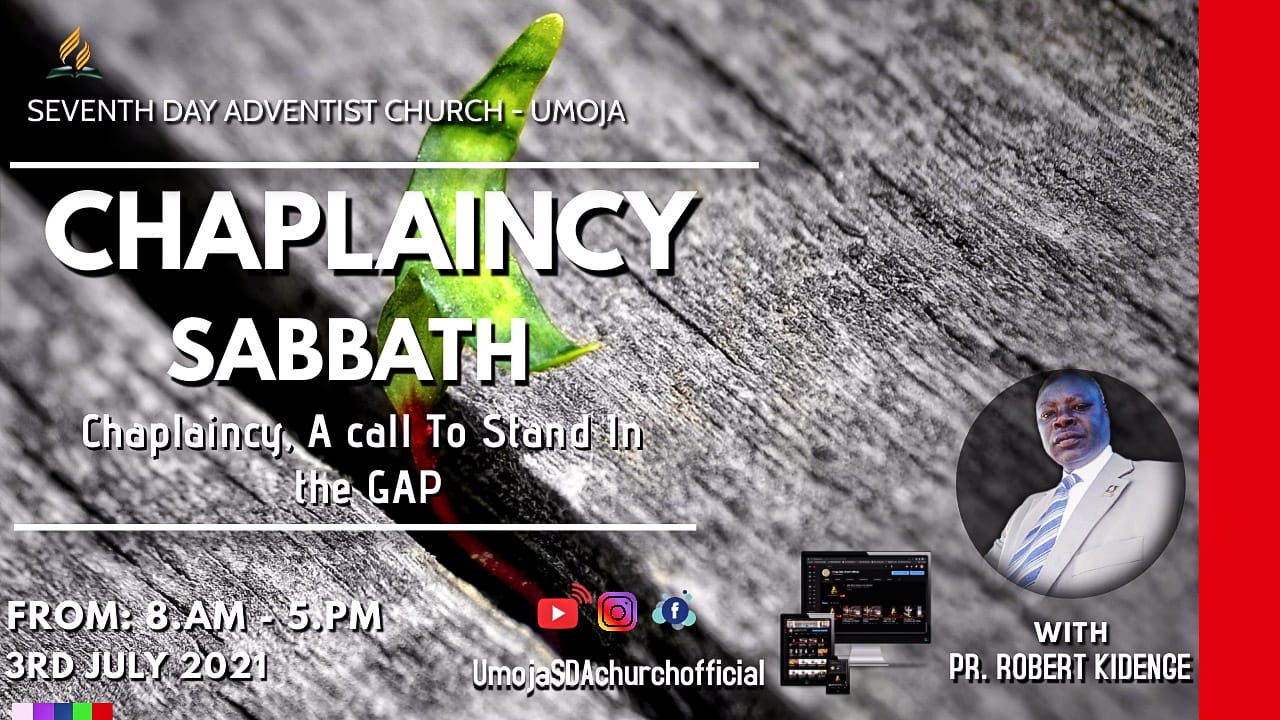 SEVENTH DAY ADVENTIST CHURCH - UMOJA
CHAPLAINCY
SABBATH
Chaplaincy, A call To Stand In
the GAP
FROM: 8.AM - 5.PM
3RD JULY 2021
UmojaSDAchurchofficial
WITH
PR. ROBERT KIDENGE